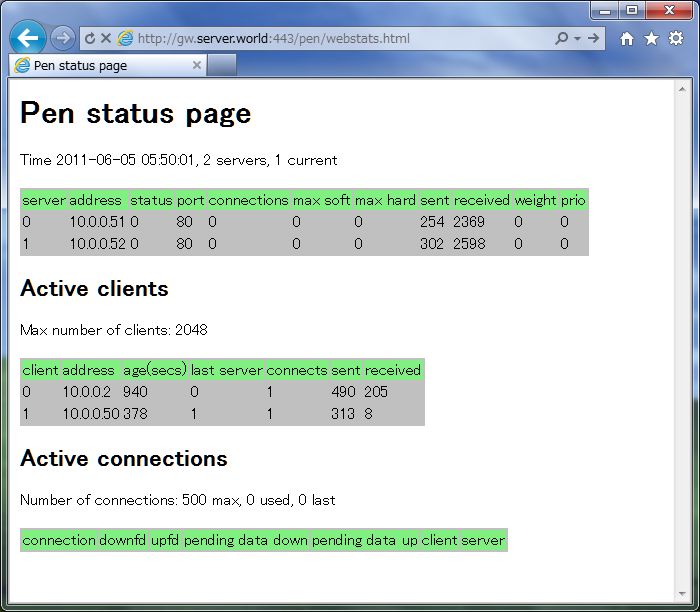 http://gw.server.world:443/pen/webstats.html
Pen status page
Pen status page
Time 2011-06-05 05:50:01, 2 servers, 1 current
server address status port connections max soft max hard sent received weight prio
0 10.0.0.51 0 80 0 0 0 254 2369 0 0
1 10.0.0.52 0 80 0 0 0 302 2598 0 0
Active clients
Max number of clients: 2048
client address age(secs) last server connects sent received
0 10.0.0.2 940 0 1 490 205
1 10.0.0.50 378 1 1 313 8
Active connections
Number of connections: 500 max, 0 used, 0 last
connection downfd upfd pending data down pending data up client server